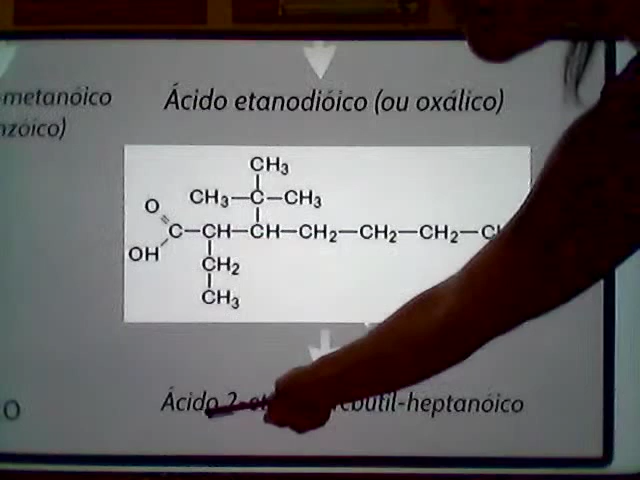 -metanóico
nzóico)
Ácido etanodióico (ou oxálico)
CH3
CH3—C—CH3
O
C—CH—CH—CH2—CH2—CH2—
OH
CH2
CH3
O
Ácido 2- butil-heptanóico